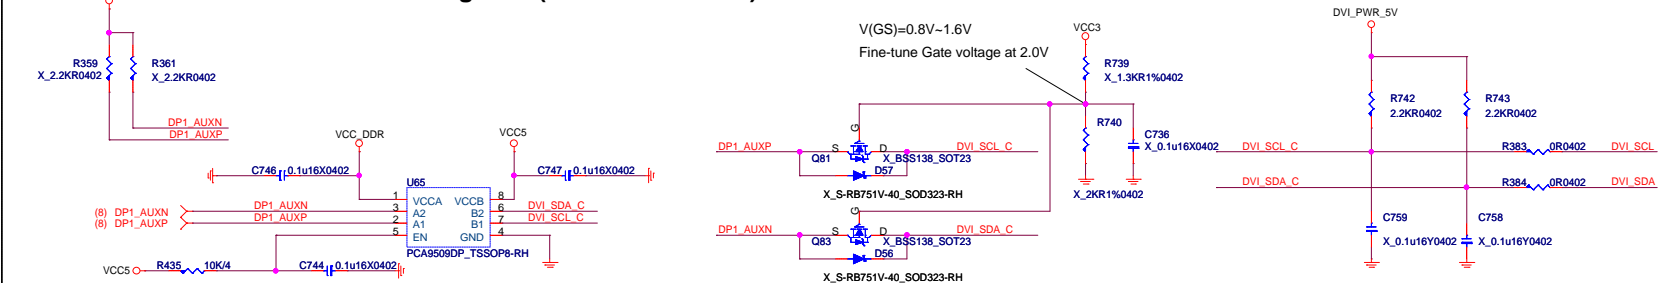 R359
X_2.2KR0402
R361
X_2.2KR0402
DP1_AUXN
DP1_AUXP
VCC_DDR
VCC5
C746
0.1u16X0402
C747
0.1u16X0402
U65
1
VCCA
VCCB
8
3
A2
B2
6
2
A1
B1
7
5
EN
GND
4
PCA9509DP_TSSOP8-RH
(8) DP1_AUXN
DP1_AUXN
DVI_SDA_C
(8) DP1_AUXP
DP1_AUXP
DVI_SCL_C
VCC5
R435
10K/4
C744
0.1u16X0402
V(GS)=0.8V~1.6V
Fine-tune Gate voltage at 2.0V
VCC3
R739
X_1.3KR1%0402
R740
X_2KR1%0402
C736
X_0.1u16X0402
G
DP1_AUXP
S
D
DVI_SCL_C
Q81
X_BSS138_SOT23
D57
X_S-RB751V-40_SOD323-RH
G
DP1_AUXN
S
D
DVI_SDA_C
Q83
X_BSS138_SOT23
D56
X_S-RB751V-40_SOD323-RH
DVI_PWR_5V
R742
2.2KR0402
R743
2.2KR0402
DVI_SCL_C
R383
0R0402
DVI_SCL
DVI_SDA_C
R384
0R0402
DVI_SDA
C759
X_0.1u16Y0402
C758
X_0.1u16Y0402